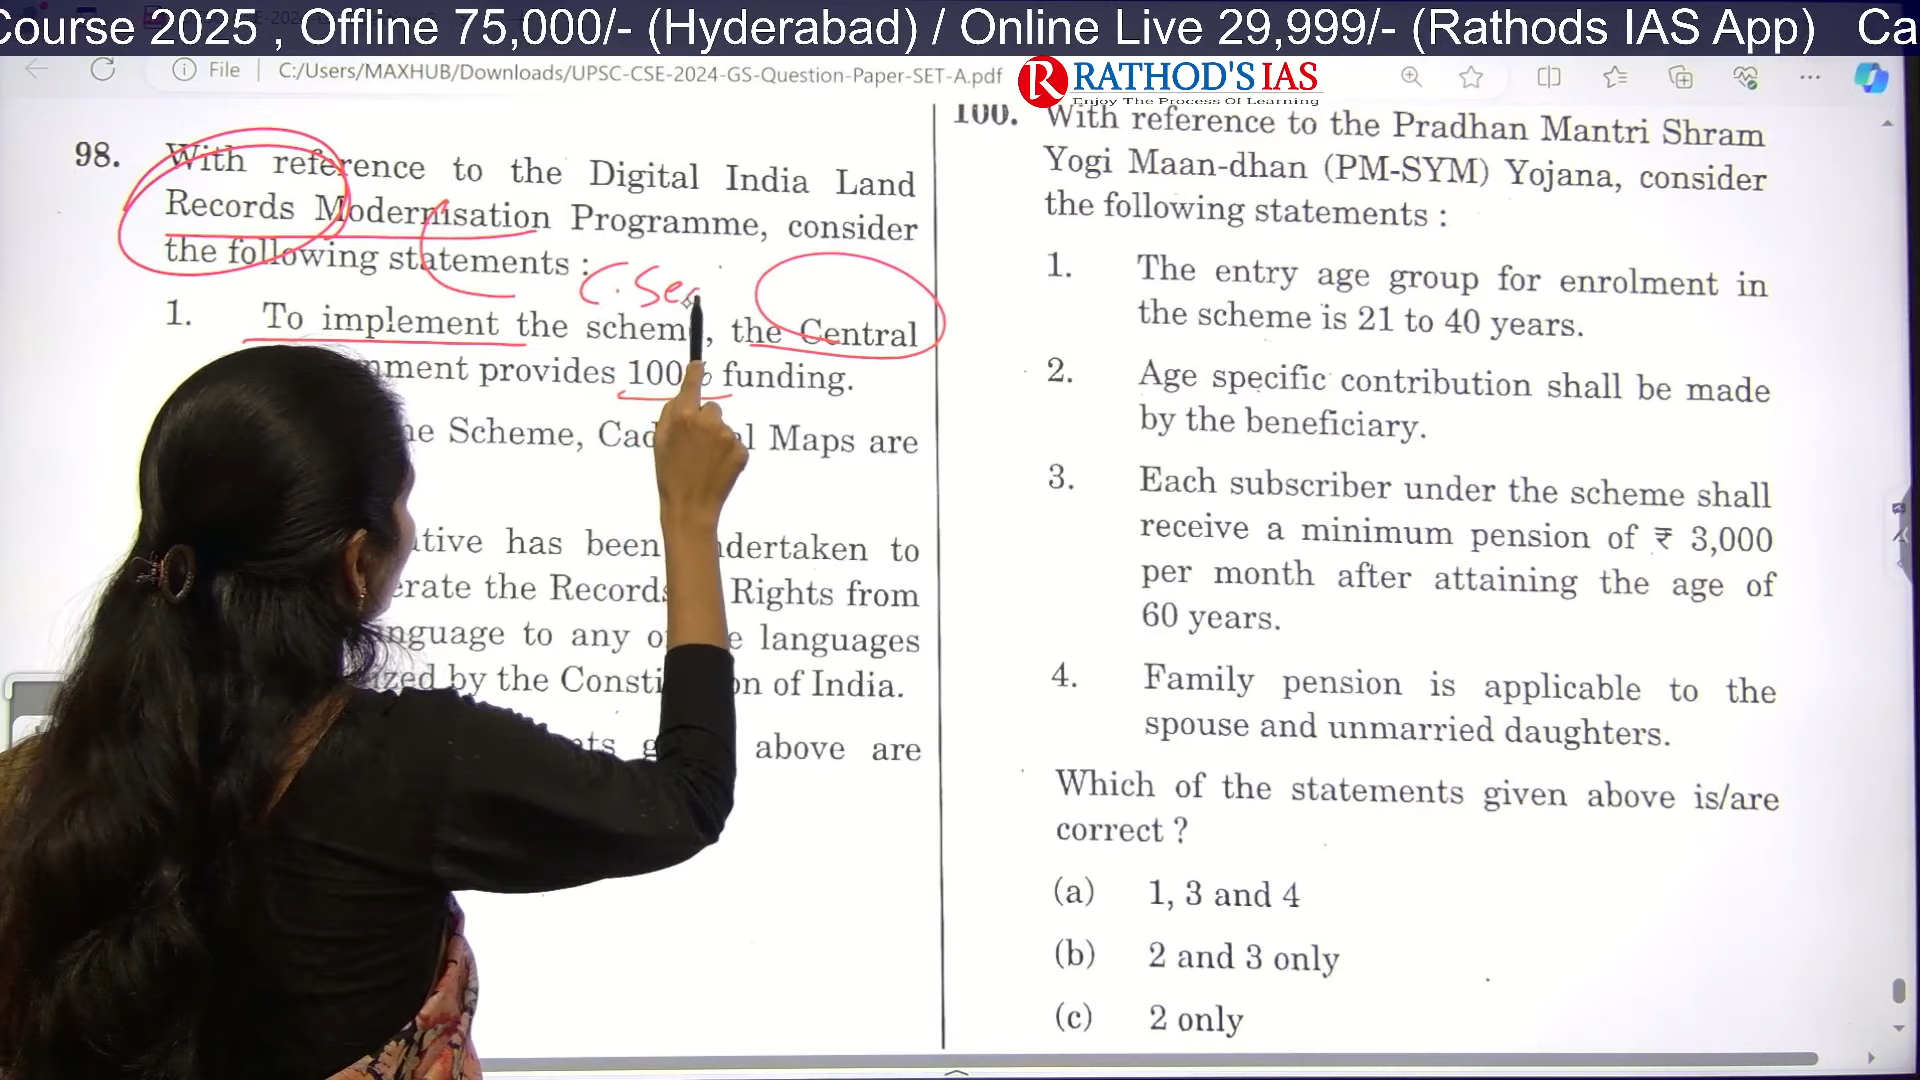 Course 2025 , Offline 75,000/- (Hyderabad) / Online Live 29,999/- (Rathods IAS App) Ca
File C:/Users/MAXHUB/Downloads/UPSC-CSE-2024-GS-Question-Paper-SET-A.pdf
RATHOD'S IAS
Enjoy The Process Of Learning
98. With reference to the Digital India Land
Records Modernisation Programme, consider
the following statements :
C. Sec
1. To implement the scheme, the Central
provides 100% funding.
Scheme, Maps are
has been undertaken to
the Records Rights from
to any languages
by the of India.
above are
100. With reference to the Pradhan Mantri Shram
Yogi Maan-dhan (PM-SYM) Yojana, consider
the following statements :
1. The entry age group for enrolment in
the scheme is 21 to 40 years.
2. Age specific contribution shall be made
by the beneficiary.
3. Each subscriber under the scheme shall
receive a minimum pension of ₹ 3,000
per month after attaining the age of
60 years.
4. Family pension is applicable to the
spouse and unmarried daughters.
Which of the statements given above is/are
correct ?
(a) 1, 3 and 4
(b) 2 and 3 only
(c) 2 only